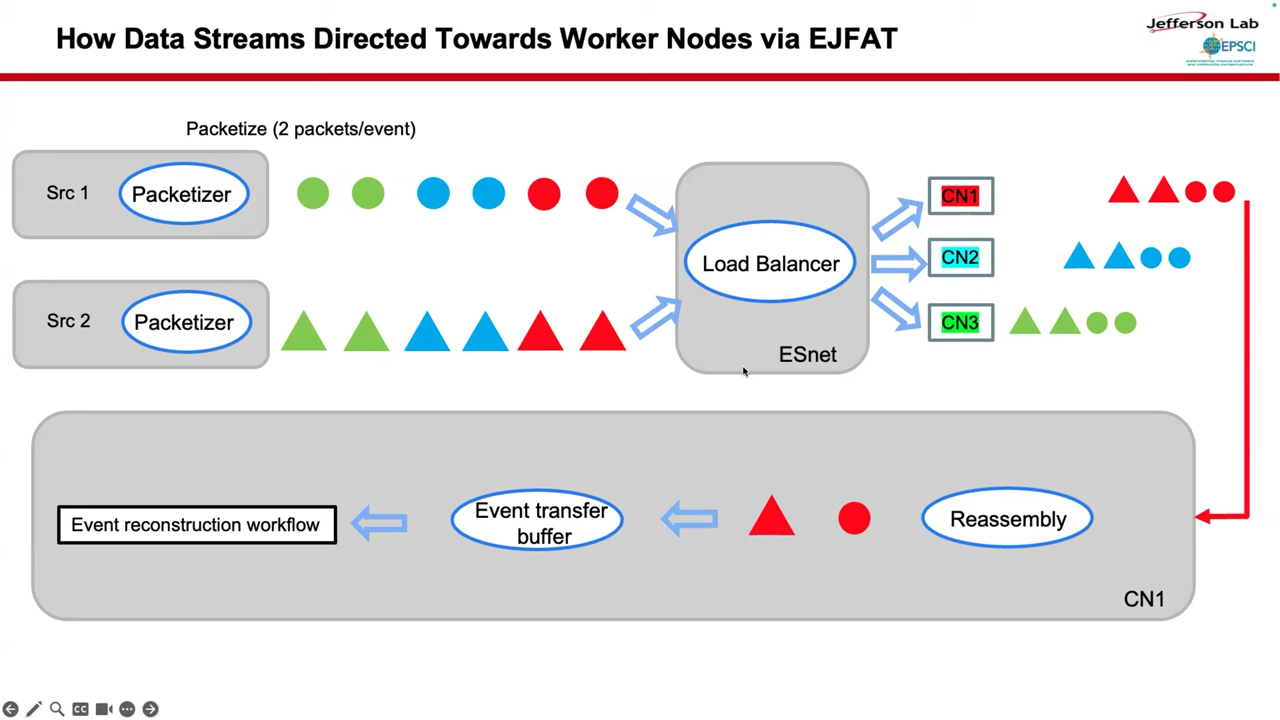 How Data Streams Directed Towards Worker Nodes via EJFAT
Jefferson Lab
EPSCI
Packetize (2 packets/event)
Src 1
Packetizer
Src 2
Packetizer
Load Balancer
ESnet
CN1
CN2
CN3
Event reconstruction workflow
Event transfer
buffer
Reassembly
CN1
CC